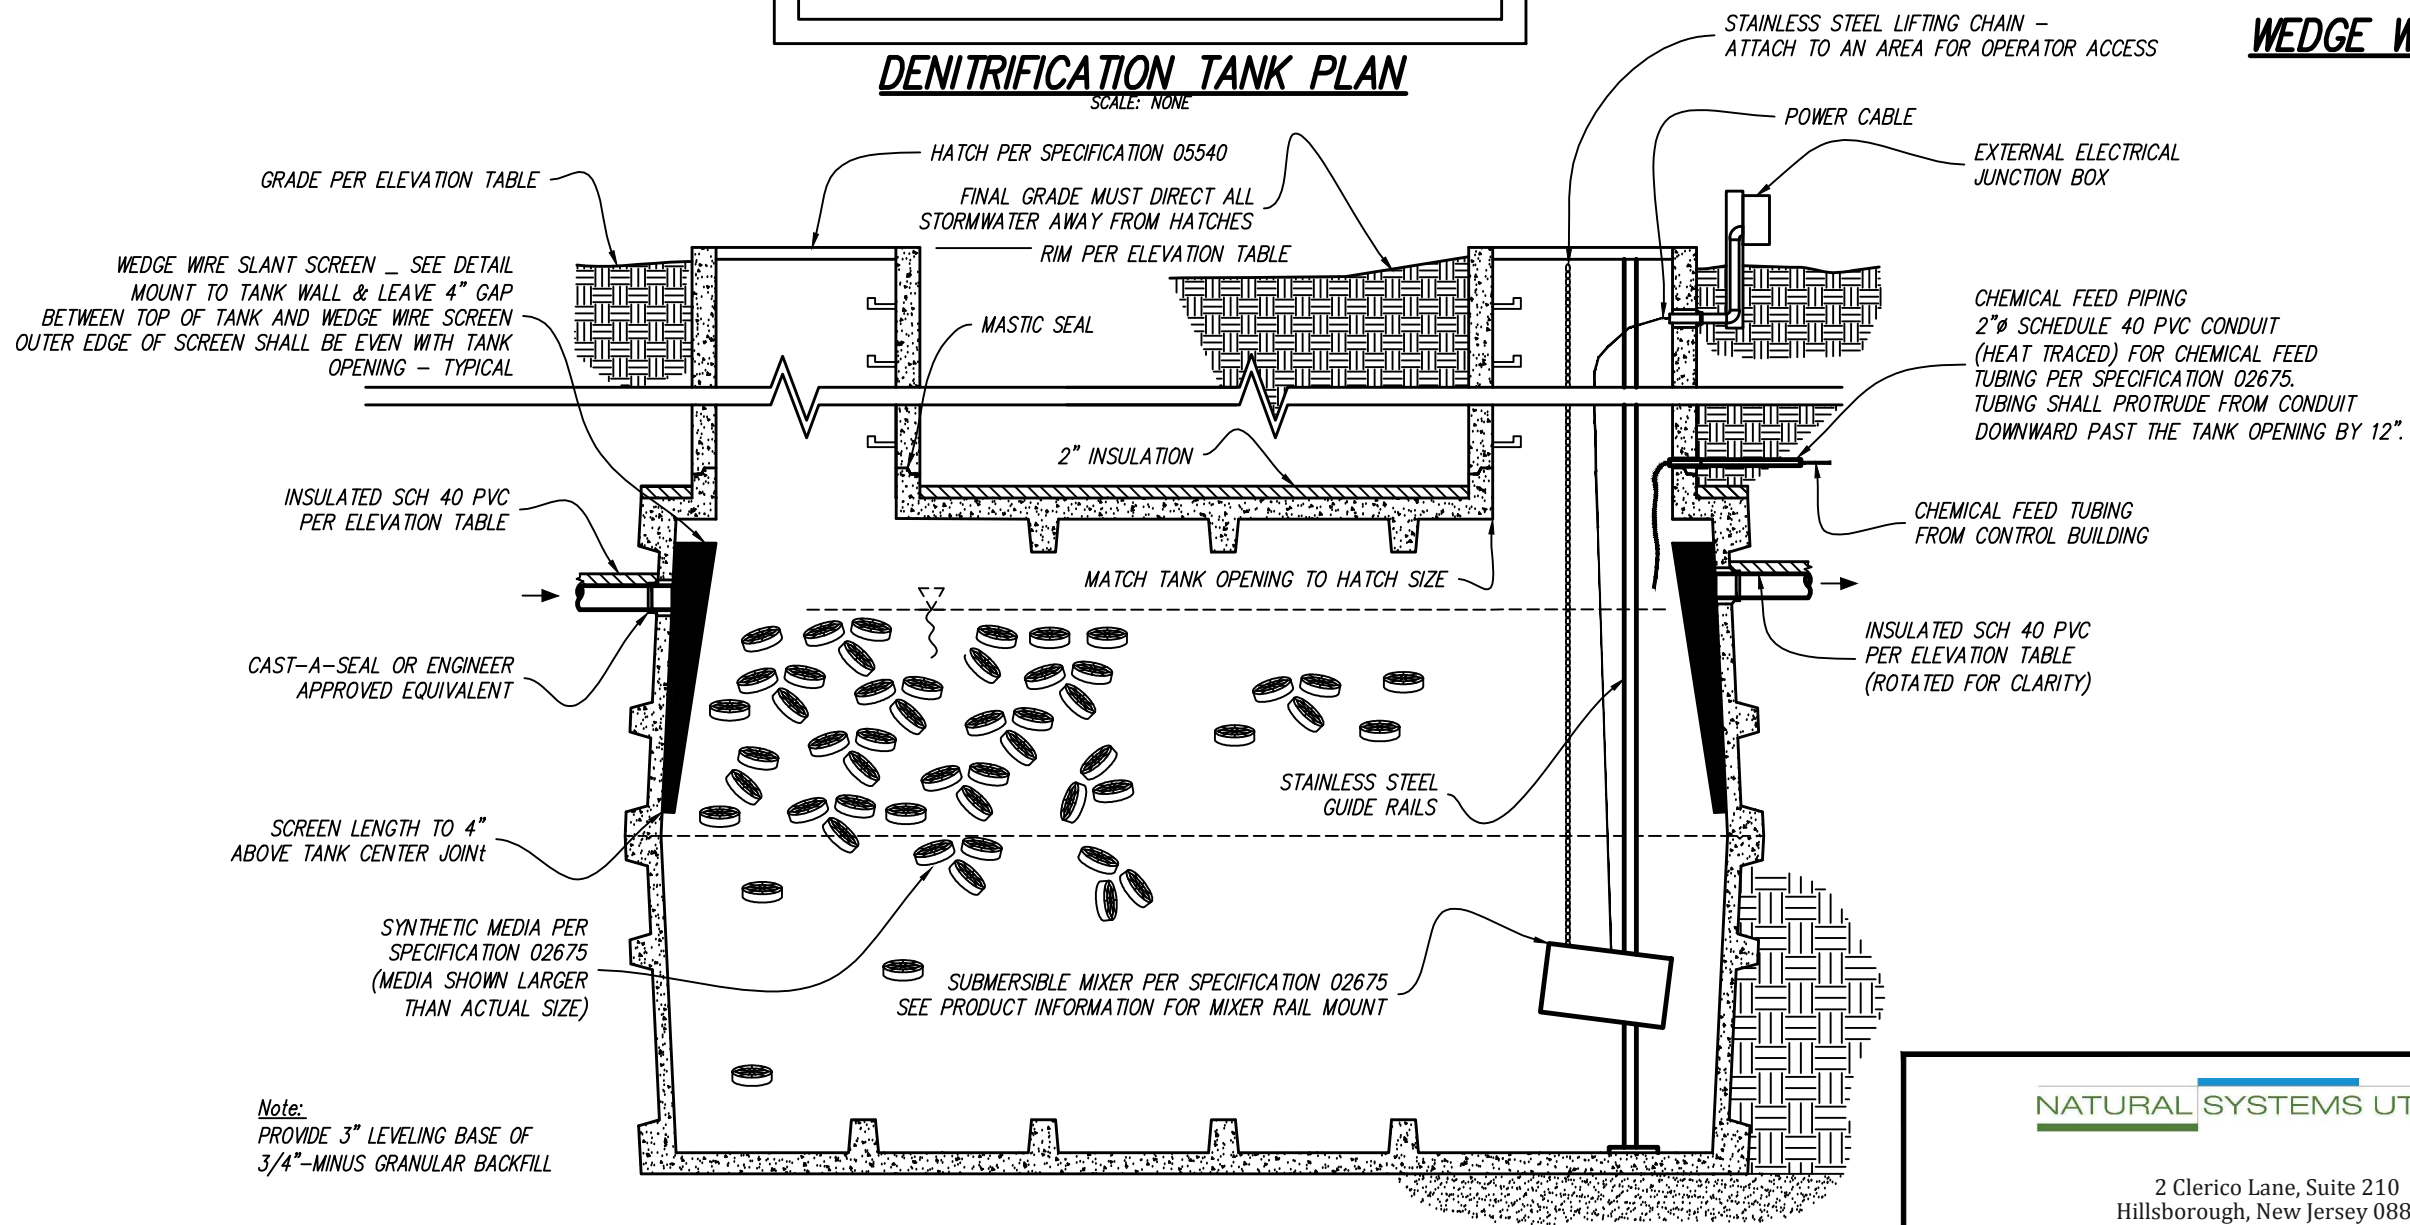 DENITRIFICATION TANK PLAN
SCALE: NONE
STAINLESS STEEL LIFTING CHAIN –
ATTACH TO AN AREA FOR OPERATOR ACCESS
WEDGE
POWER CABLE
EXTERNAL ELECTRICAL
JUNCTION BOX
HATCH PER SPECIFICATION 05540
GRADE PER ELEVATION TABLE
FINAL GRADE MUST DIRECT ALL
STORMWATER AWAY FROM HATCHES
RIM PER ELEVATION TABLE
WEDGE WIRE SLANT SCREEN _ SEE DETAIL
MOUNT TO TANK WALL & LEAVE 4" GAP
BETWEEN TOP OF TANK AND WEDGE WIRE SCREEN
OUTER EDGE OF SCREEN SHALL BE EVEN WITH TANK
OPENING – TYPICAL
MASTIC SEAL
CHEMICAL FEED PIPING
2"ø SCHEDULE 40 PVC CONDUIT
(HEAT TRACED) FOR CHEMICAL FEED
TUBING PER SPECIFICATION 02675.
TUBING SHALL PROTRUDE FROM CONDUIT
DOWNWARD PAST THE TANK OPENING BY 12".
2" INSULATION
INSULATED SCH 40 PVC
PER ELEVATION TABLE
CHEMICAL FEED TUBING
FROM CONTROL BUILDING
MATCH TANK OPENING TO HATCH SIZE
INSULATED SCH 40 PVC
PER ELEVATION TABLE
(ROTATED FOR CLARITY)
CAST-A-SEAL OR ENGINEER
APPROVED EQUIVALENT
STAINLESS STEEL
GUIDE RAILS
SCREEN LENGTH TO 4"
ABOVE TANK CENTER JOINt
SYNTHETIC MEDIA PER
SPECIFICATION 02675
(MEDIA SHOWN LARGER
THAN ACTUAL SIZE)
SUBMERSIBLE MIXER PER SPECIFICATION 02675
SEE PRODUCT INFORMATION FOR MIXER RAIL MOUNT
Note:
PROVIDE 3" LEVELING BASE OF
3/4"-MINUS GRANULAR BACKFILL
NATURAL SYSTEMS UT
2 Clerico Lane, Suite 210
Hillsborough, New Jersey 088